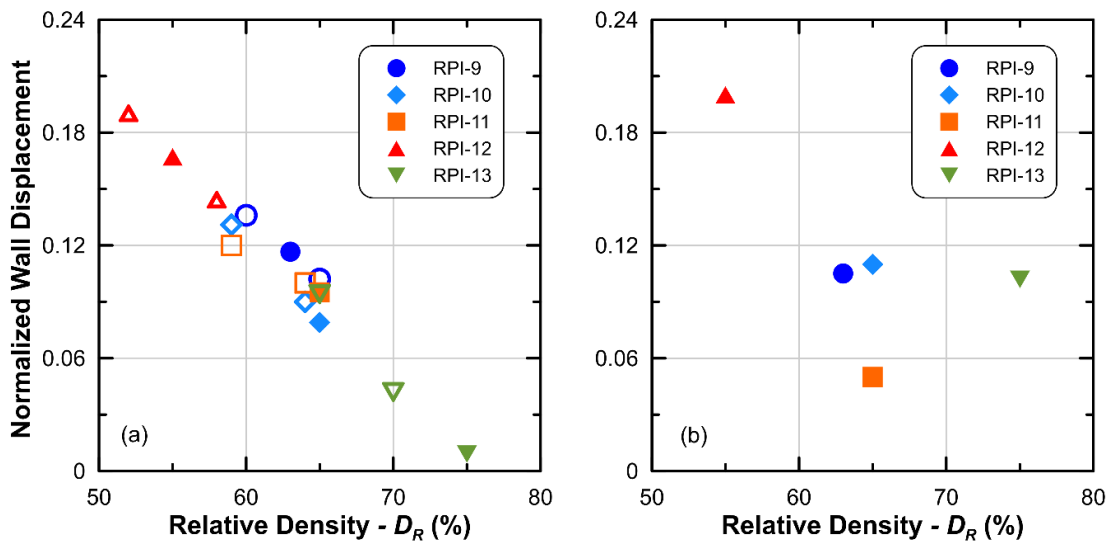 Normalized Wall Displacement
0.24
0.18
0.12
0.06
0
50
60
70
80
Relative Density - D_R (%)
(a)
RPI-9
RPI-10
RPI-11
RPI-12
RPI-13
0.24
0.18
0.12
0.06
0
50
60
70
80
Relative Density - D_R (%)
(b)
RPI-9
RPI-10
RPI-11
RPI-12
RPI-13